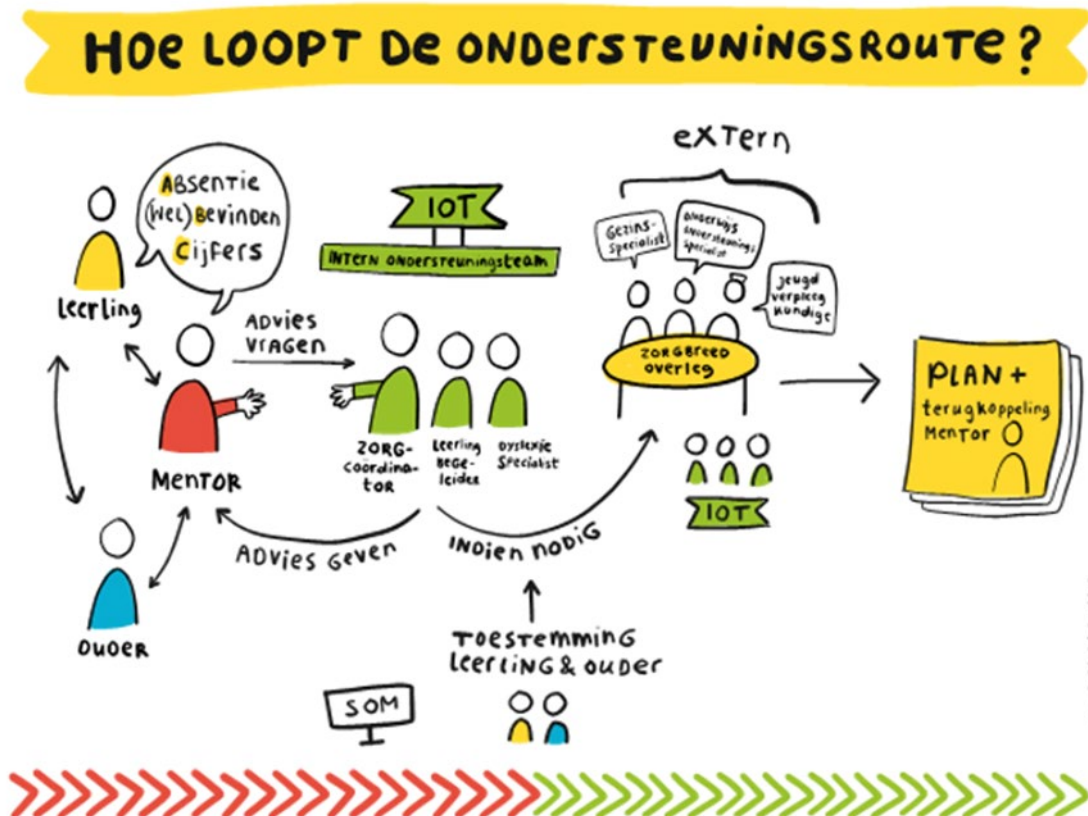 HOE LOOPT DE ONDERSTEUNINGSROUTE?
ABSENTIE
(WEL) BEVINDEN
CIJFERS
Leerling
IOT
INTERN ONDERSTEUNINGSTEAM
EXTERN
Gezins-
specialist
onderwijs
ondersteunings
specialist
jeugd
verpleeg
kundige
ADVIES
VRAGEN
ZORGBREED
overleg
PLAN +
terugkoppeling
MENTOR
MENTOR
ZORG-
coördina-
tor
Leerling
BEGE-
leider
Dyslexie
Specialist
IOT
ADVIES GEVEN
INDIEN NODIG
OUDER
TOESTEMMING
LEERLING & OUDER
SOM